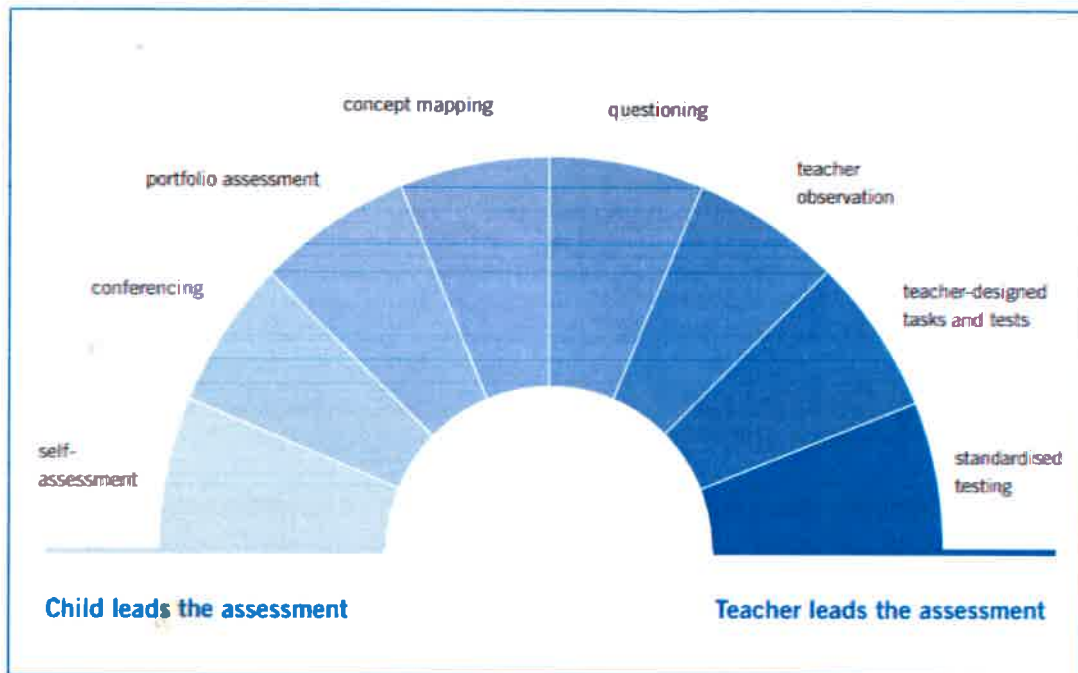 concept mapping
questioning
portfolio assessment
teacher
observation
conferencing
teacher-designed
tasks and tests
self-
assessment
standardised
testing
Child leads the assessment
Teacher leads the assessment